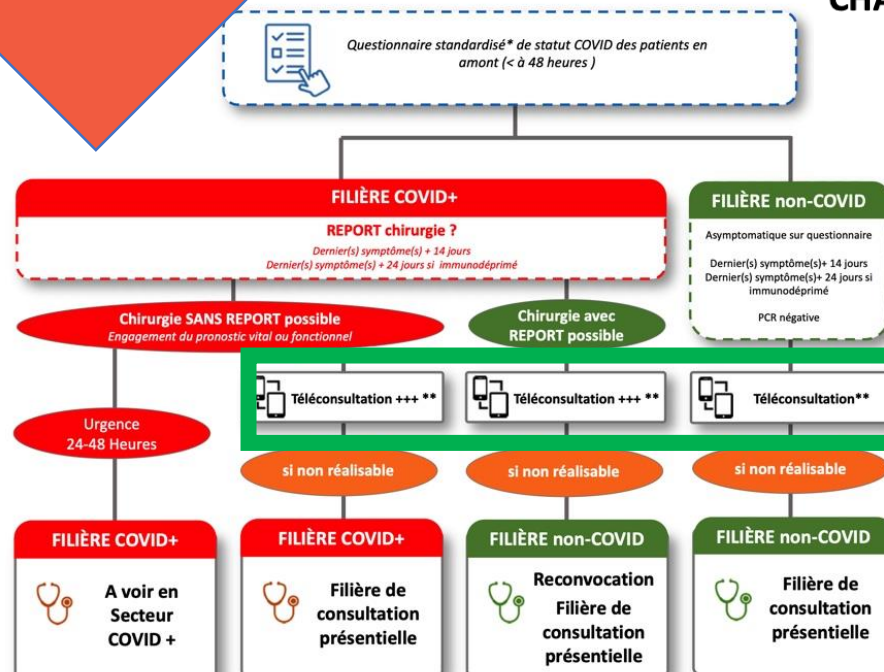 CHA
Questionnaire standardisé* de statut COVID des patients en
amont (< à 48 heures )
FILIÈRE COVID+
REPORT chirurgie ?
Dernier(s) symptôme(s) + 14 jours
Dernier(s) symptôme(s) + 24 jours si immunodéprimé
FILIÈRE non-COVID
Asymptomatique sur questionnaire
Dernier(s) symptôme(s)+ 14 jours
Dernier(s) symptôme(s)+ 24 jours si
immunodéprimé
PCR négative
Chirurgie SANS REPORT possible
Engagement du pronostic vital ou fonctionnel
Chirurgie avec
REPORT possible
Téléconsultation +++ **
Téléconsultation +++ **
Téléconsultation**
Urgence
24-48 Heures
si non réalisable
si non réalisable
si non réalisable
FILIÈRE COVID+
A voir en
Secteur
COVID +
FILIÈRE COVID+
Filière de
consultation
présentielle
FILIÈRE non-COVID
Reconvocation
Filière de
consultation
présentielle
FILIÈRE non-COVID
Filière de
consultation
présentielle